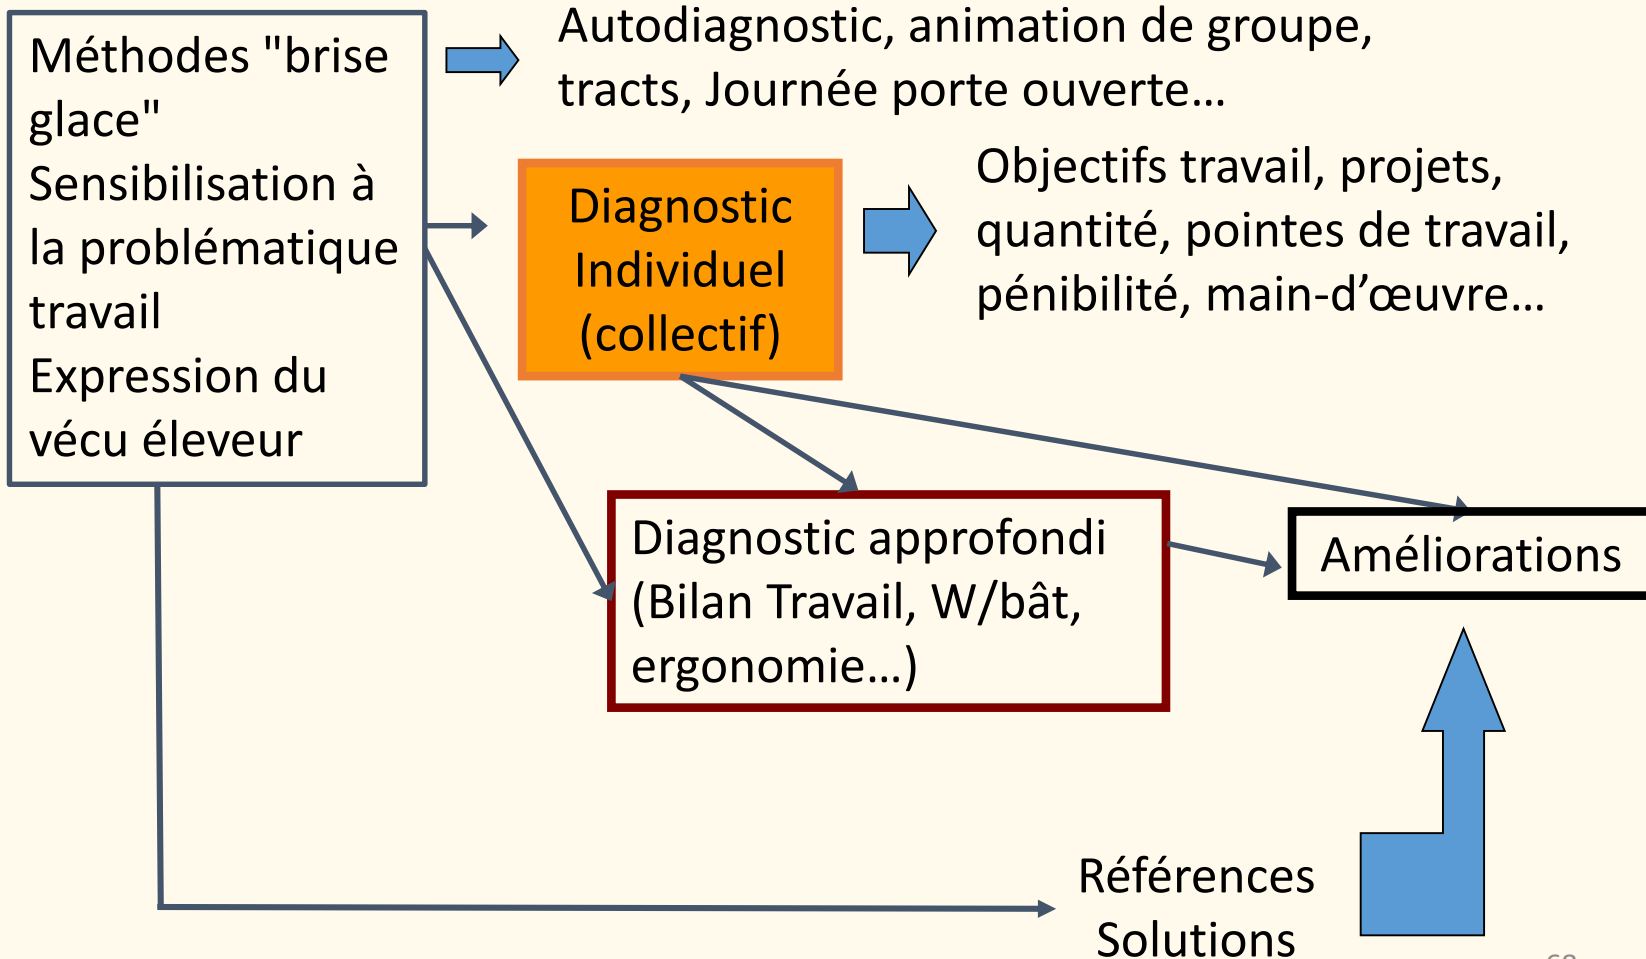 Méthodes "brise
glace"
Sensibilisation à
la problématique
travail
Expression du
vécu éleveur
Autodiagnostic, animation de groupe,
tracts, Journée porte ouverte…
Diagnostic
Individuel
(collectif)
Objectifs travail, projets,
quantité, pointes de travail,
pénibilité, main-d’œuvre…
Diagnostic approfondi
(Bilan Travail, W/bât,
ergonomie…)
Améliorations
Références
Solutions